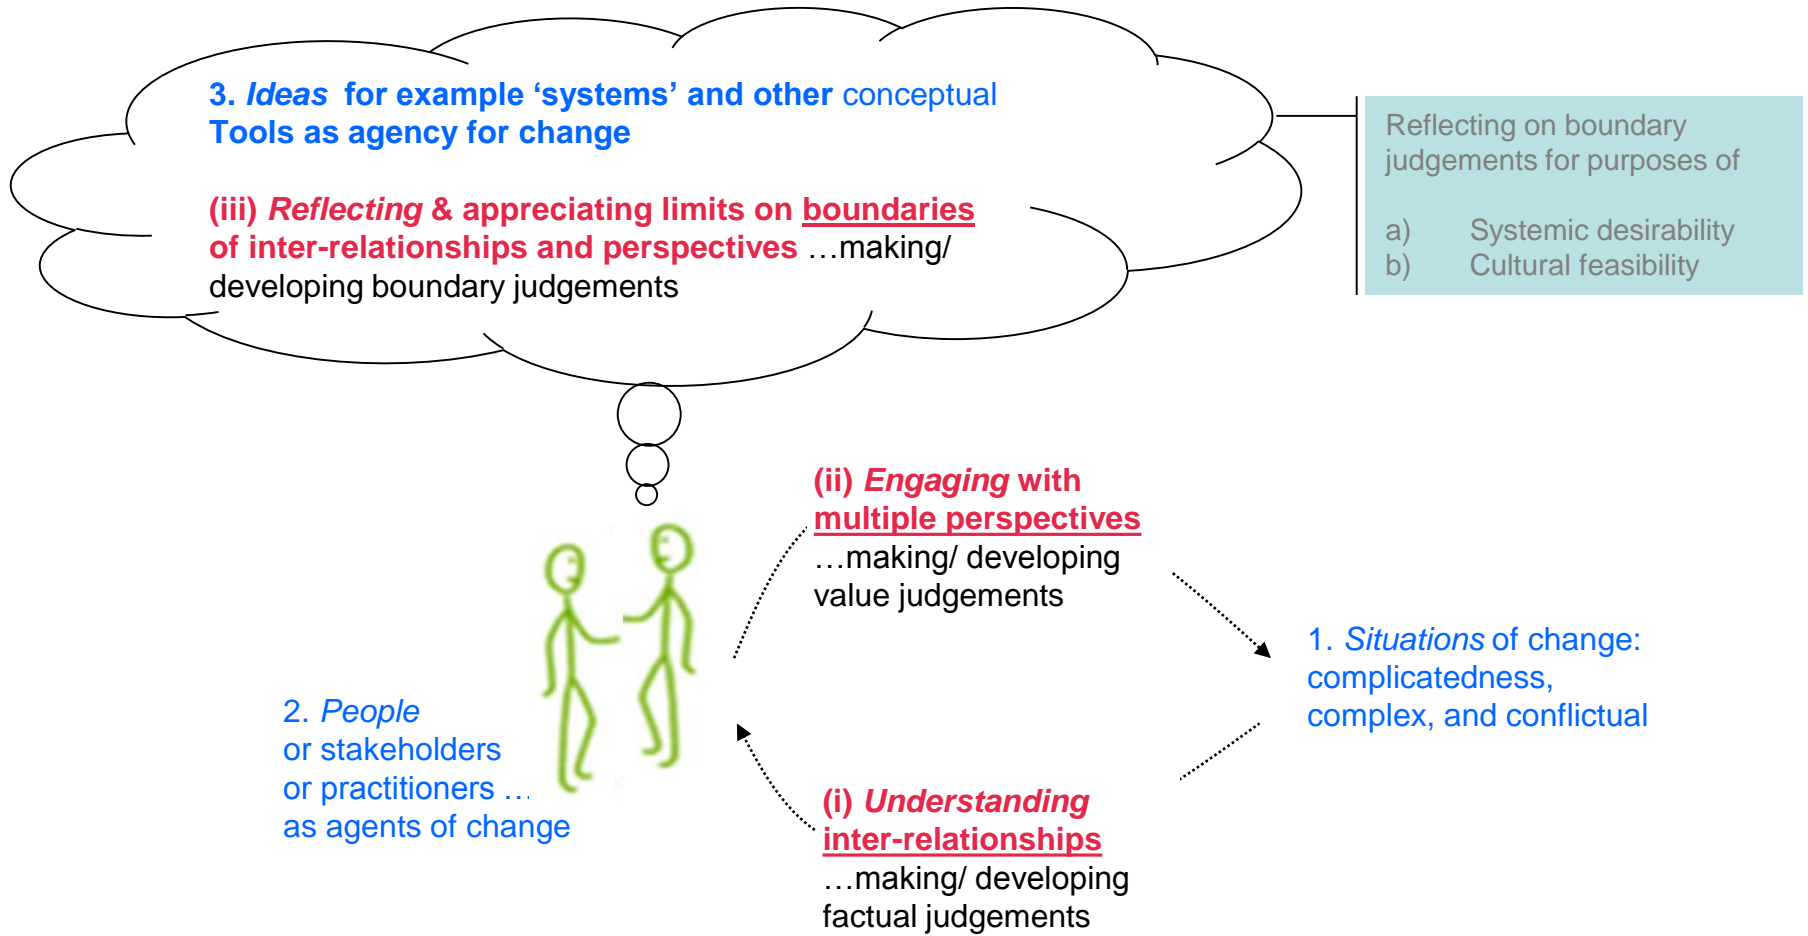 3. Ideas for example ‘systems’ and other conceptual
Tools as agency for change
(iii) Reflecting & appreciating limits on boundaries
of inter-relationships and perspectives …making/
developing boundary judgements
Reflecting on boundary
judgements for purposes of
a) Systemic desirability
b) Cultural feasibility
(ii) Engaging with
multiple perspectives
…making/ developing
value judgements
1. Situations of change:
complicatedness,
complex, and conflictual
2. People
or stakeholders
or practitioners …
as agents of change
(i) Understanding
inter-relationships
…making/ developing
factual judgements